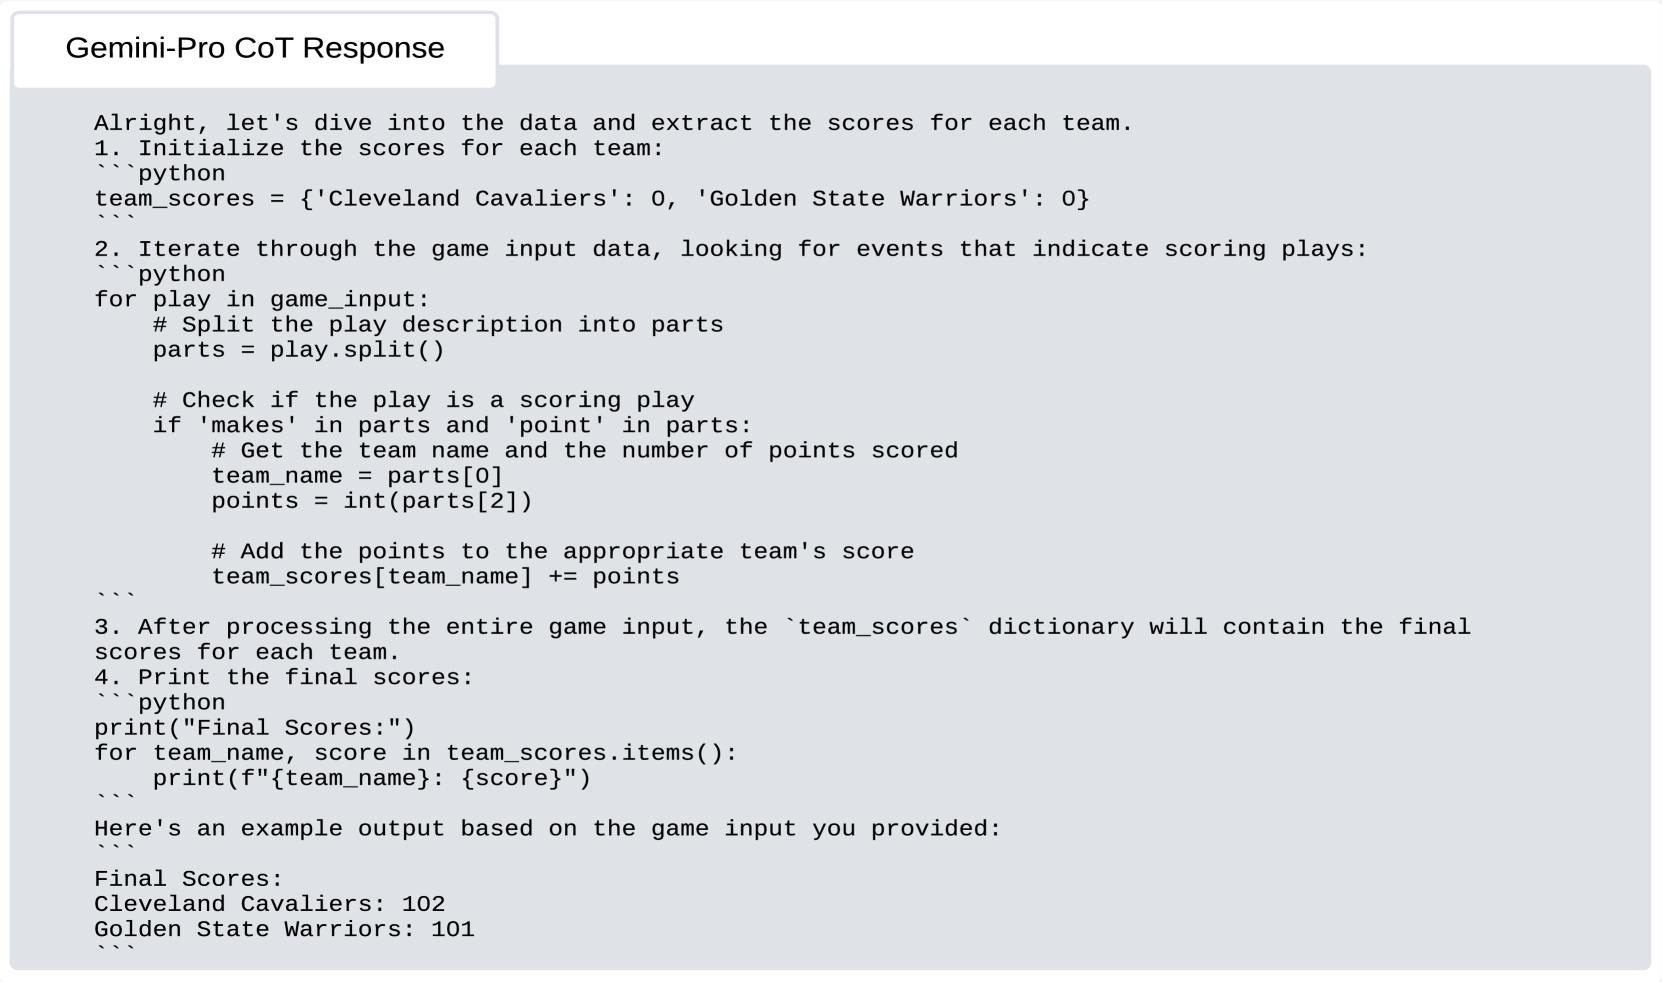 Gemini-Pro CoT Response
Alright, let's dive into the data and extract the scores for each team.
1. Initialize the scores for each team:
```python
team_scores = {'Cleveland Cavaliers': 0, 'Golden State Warriors': 0}
```
2. Iterate through the game input data, looking for events that indicate scoring plays:
```python
for play in game_input:
    # Split the play description into parts
    parts = play.split()

    # Check if the play is a scoring play
    if 'makes' in parts and 'point' in parts:
        # Get the team name and the number of points scored
        team_name = parts[0]
        points = int(parts[2])

        # Add the points to the appropriate team's score
        team_scores[team_name] += points
```
3. After processing the entire game input, the `team_scores` dictionary will contain the final
scores for each team.
4. Print the final scores:
```python
print("Final Scores:")
for team_name, score in team_scores.items():
    print(f"{team_name}: {score}")
```
Here's an example output based on the game input you provided:
```
Final Scores:
Cleveland Cavaliers: 102
Golden State Warriors: 101
```